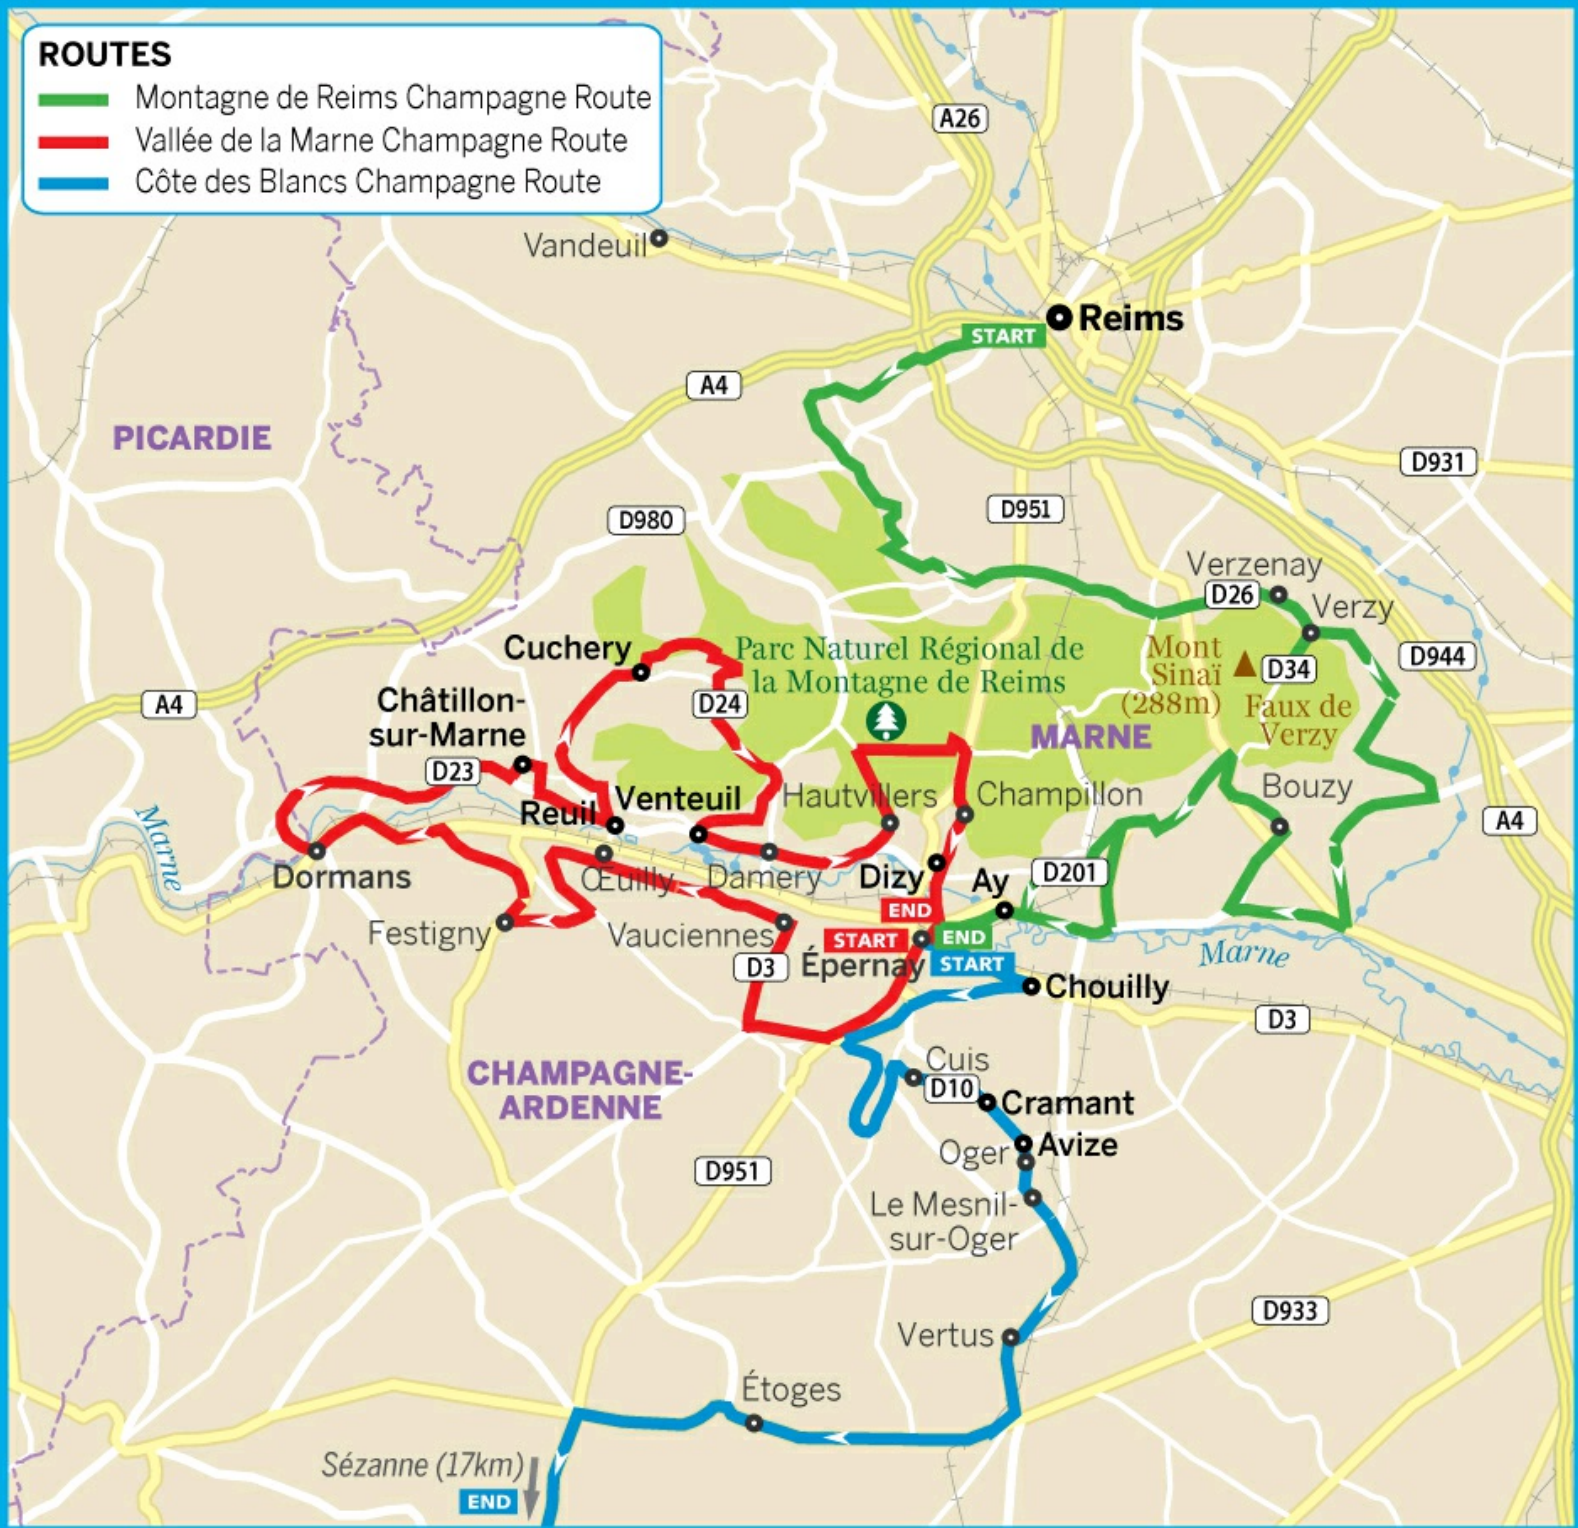 ROUTES
Montagne de Reims Champagne Route
Vallée de la Marne Champagne Route
Côte des Blancs Champagne Route
A26
Vandeuil
Reims
START
A4
PICARDIE
D931
D951
D980
Verzenay
D26
Verzy
Cuchery
Parc Naturel Régional de
la Montagne de Reims
Mont
Sinaï
(288m)
D34
D944
Châtillon-
sur-Marne
A4
D24
MARNE
Faux de
Verzy
D23
Marne
Reuil
Venteuil
Hautvillers
Champillon
Bouzy
A4
Dormans
Œuilly
Damery
Dizy
Ay
D201
END
Festigny
Vauciennes
START
END
D3
Épernay
START
Marne
Chouilly
D3
CHAMPAGNE-
ARDENNE
Cuis
D10
Cramant
Avize
Oger
D951
Le Mesnil-
sur-Oger
D933
Vertus
Étoges
Sézanne (17km)
END